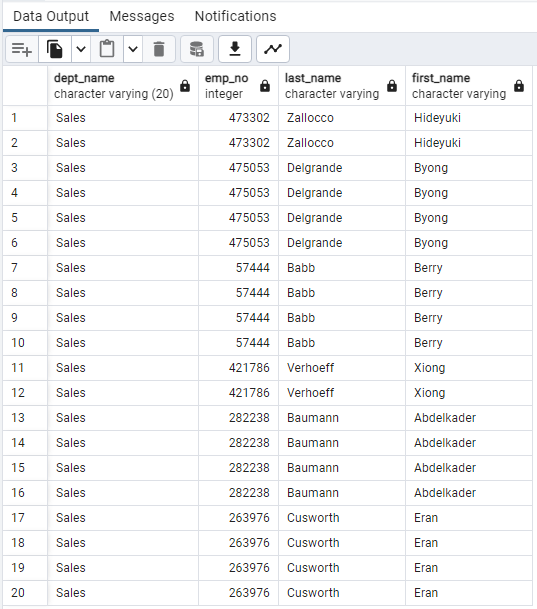 Data Output Messages Notifications
dept_name emp_no last_name first_name
character varying (20) integer character varying character varying
1 Sales 473302 Zallocco Hideyuki
2 Sales 473302 Zallocco Hideyuki
3 Sales 475053 Delgrande Byong
4 Sales 475053 Delgrande Byong
5 Sales 475053 Delgrande Byong
6 Sales 475053 Delgrande Byong
7 Sales 57444 Babb Berry
8 Sales 57444 Babb Berry
9 Sales 57444 Babb Berry
10 Sales 57444 Babb Berry
11 Sales 421786 Verhoeff Xiong
12 Sales 421786 Verhoeff Xiong
13 Sales 282238 Baumann Abdelkader
14 Sales 282238 Baumann Abdelkader
15 Sales 282238 Baumann Abdelkader
16 Sales 282238 Baumann Abdelkader
17 Sales 263976 Cusworth Eran
18 Sales 263976 Cusworth Eran
19 Sales 263976 Cusworth Eran
20 Sales 263976 Cusworth Eran